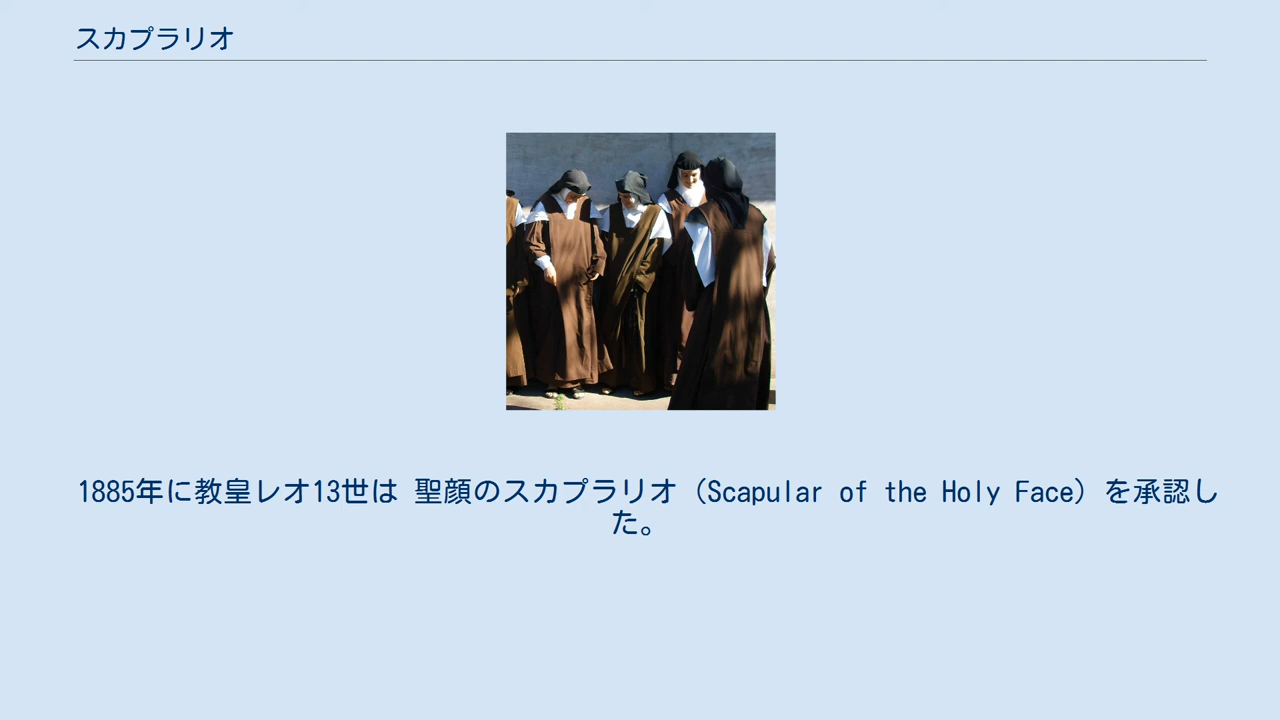 スカプラリオ
1885年に教皇レオ13世は 聖顔のスカプラリオ（Scapular of the Holy Face）を承認し
た。